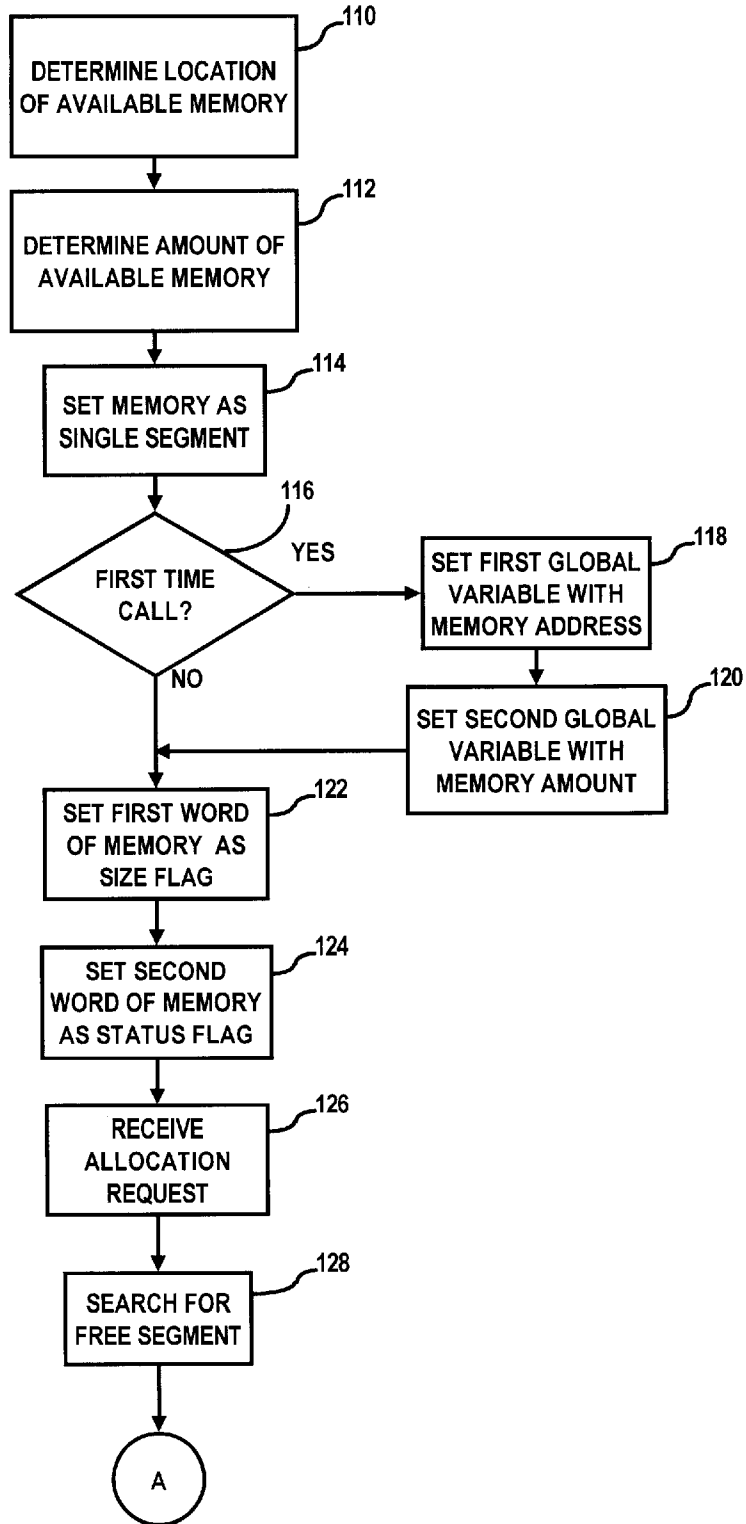 110
DETERMINE LOCATION
OF AVAILABLE MEMORY
112
DETERMINE AMOUNT OF
AVAILABLE MEMORY
114
SET MEMORY AS
SINGLE SEGMENT
116
FIRST TIME
CALL?
YES
NO
118
SET FIRST GLOBAL
VARIABLE WITH
MEMORY ADDRESS
120
SET SECOND GLOBAL
VARIABLE WITH
MEMORY AMOUNT
122
SET FIRST WORD
OF MEMORY AS
SIZE FLAG
124
SET SECOND
WORD OF MEMORY
AS STATUS FLAG
126
RECEIVE
ALLOCATION
REQUEST
128
SEARCH FOR
FREE SEGMENT
A